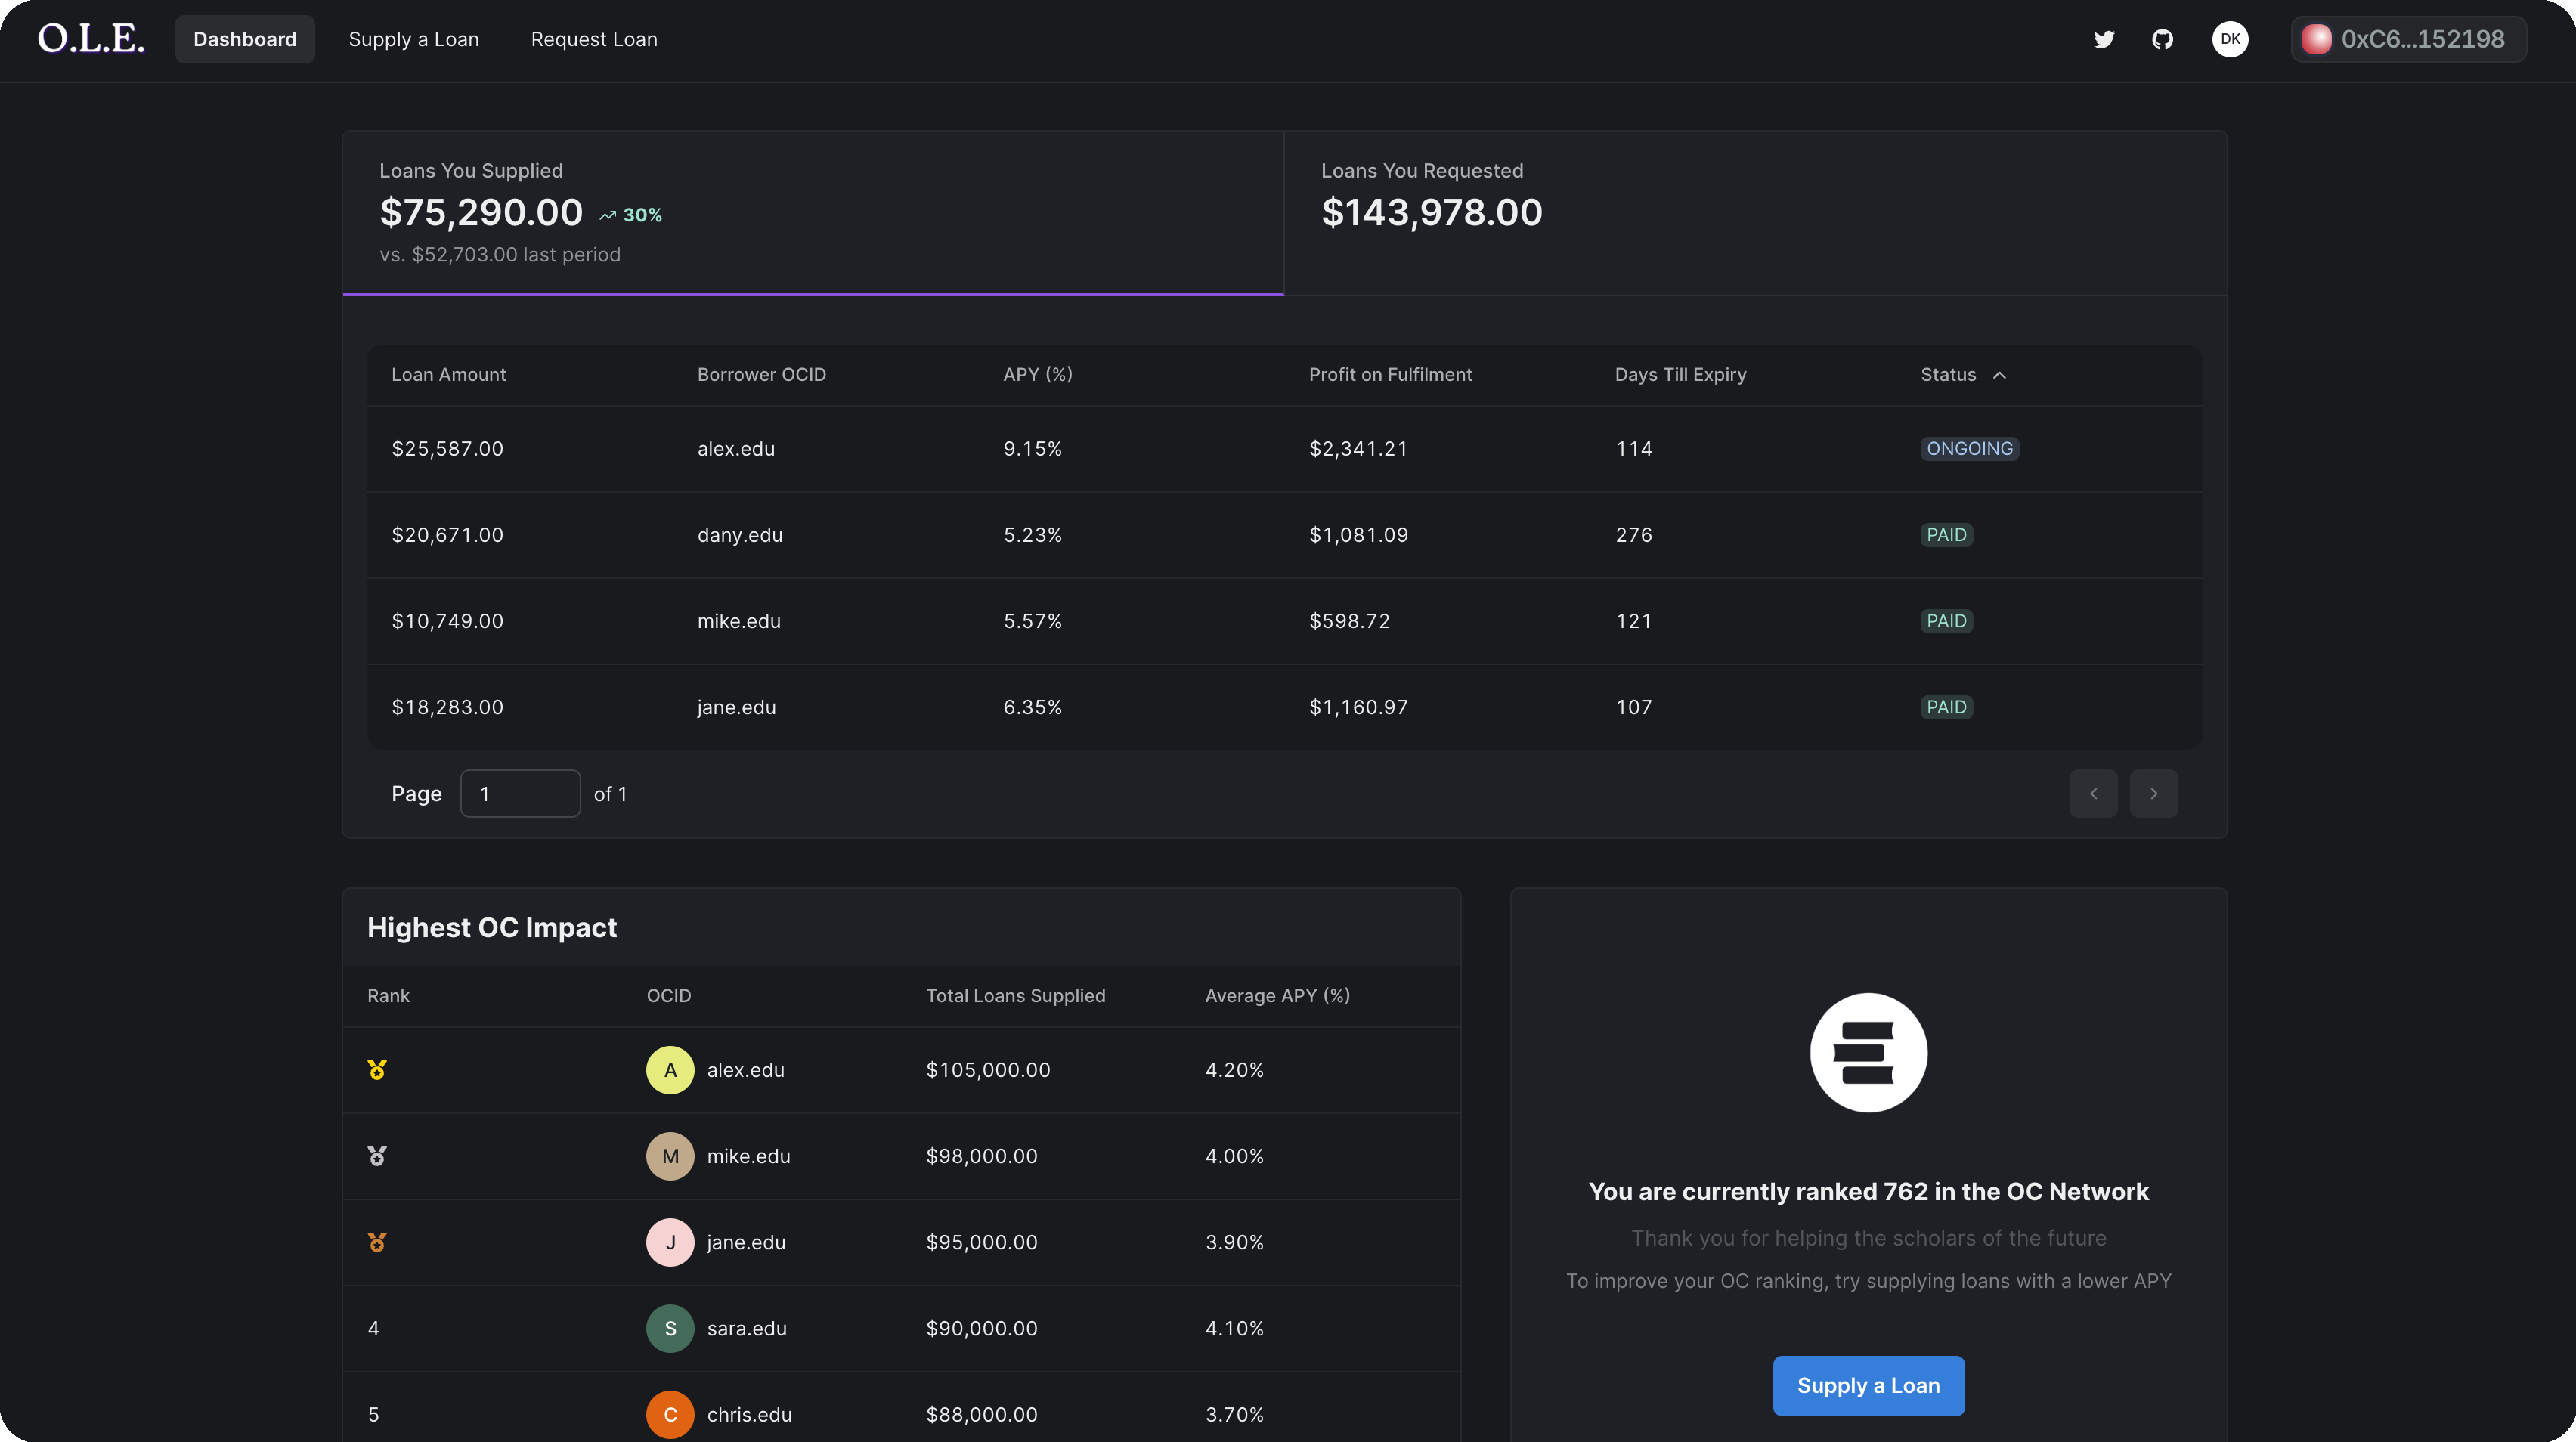 O.L.E. Dashboard Supply a Loan Request Loan DK 0xC6...152198
Loans You Supplied
$75,290.00 30%
vs. $52,703.00 last period
Loans You Requested
$143,978.00
Loan Amount Borrower OCID APY (%) Profit on Fulfilment Days Till Expiry Status
$25,587.00 alex.edu 9.15% $2,341.21 114 ONGOING
$20,671.00 dany.edu 5.23% $1,081.09 276 PAID
$10,749.00 mike.edu 5.57% $598.72 121 PAID
$18,283.00 jane.edu 6.35% $1,160.97 107 PAID
Page 1 of 1
Highest OC Impact
Rank OCID Total Loans Supplied Average APY (%)
A alex.edu $105,000.00 4.20%
M mike.edu $98,000.00 4.00%
J jane.edu $95,000.00 3.90%
4 S sara.edu $90,000.00 4.10%
5 C chris.edu $88,000.00 3.70%
You are currently ranked 762 in the OC Network
Thank you for helping the scholars of the future
To improve your OC ranking, try supplying loans with a lower APY
Supply a Loan